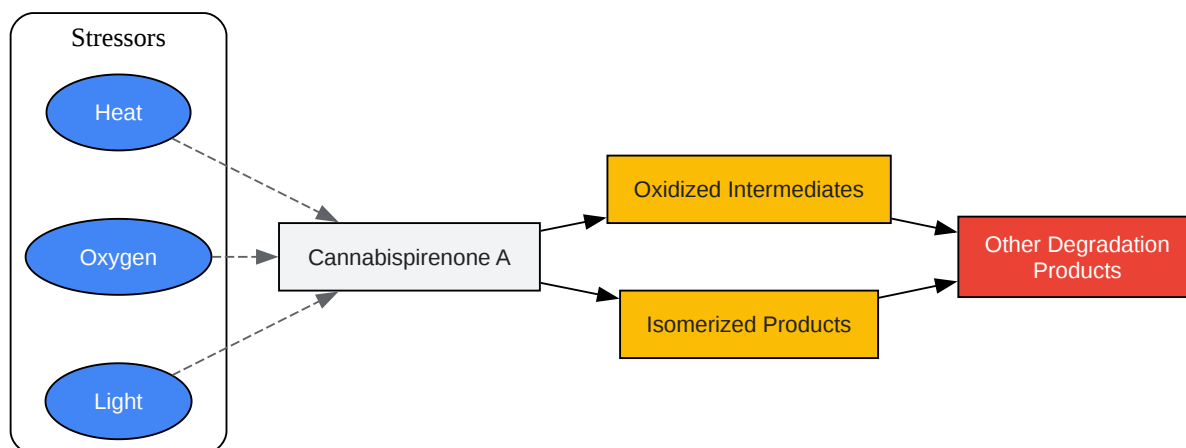 Stressors
Heat
Oxygen
Light
Cannabispirenone A
Oxidized Intermediates
Isomerized Products
Other Degradation
Products